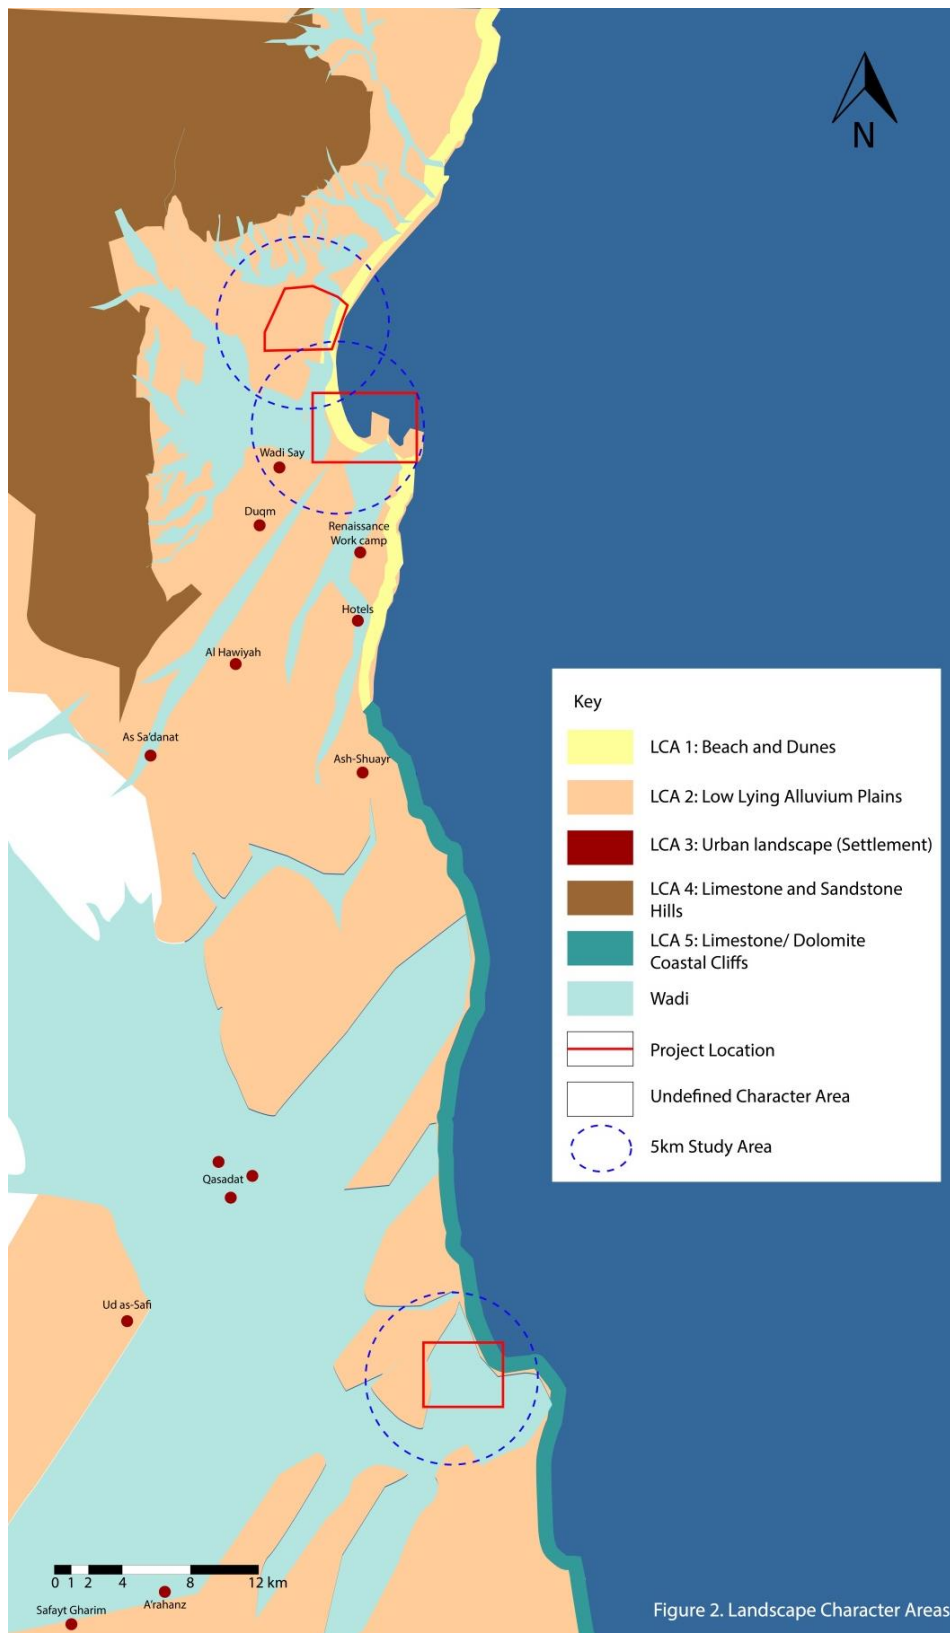 N
Wadi Say
Duqm
Renaissance
Work camp
Hotels
Al Hawiyah
As Sa'danat
Ash-Shuayr
Key
LCA 1: Beach and Dunes
LCA 2: Low Lying Alluvium Plains
LCA 3: Urban landscape (Settlement)
LCA 4: Limestone and Sandstone
Hills
LCA 5: Limestone/ Dolomite
Coastal Cliffs
Wadi
Project Location
Undefined Character Area
5km Study Area
Qasadat
Ud as-Safi
0 1 2 4 8 12 km
A'rahanz
Safayt Gharim
Figure 2. Landscape Character Areas